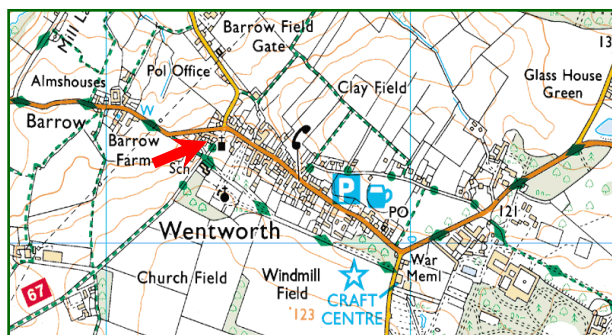 Mill La
Barrow Field
Gate
Pol Office
Almshouses
Clay Field
Glass House
Green
13
W
Barrow
Barrow
Farm
Sch
P
PO
121
Wentworth
War
Meml
Church Field
Windmill
Field
67
CRAFT
CENTRE
123